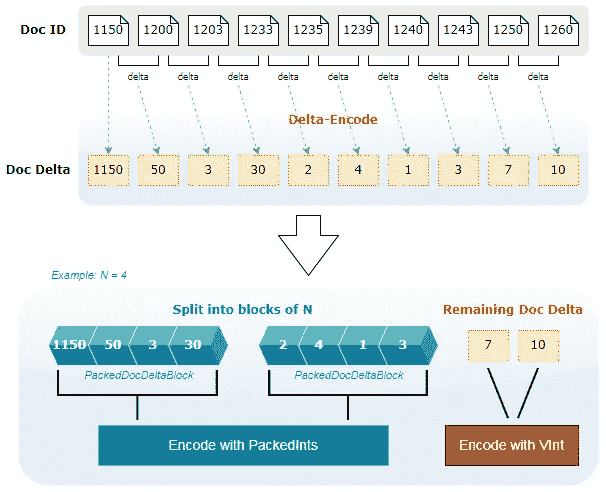 Doc ID 1150 1200 1203 1233 1235 1239 1240 1243 1250 1260
delta delta delta delta delta delta delta delta delta
Delta-Encode
Doc Delta 1150 50 3 30 2 4 1 3 7 10
Example: N = 4
Split into blocks of N
Remaining Doc Delta
1150 50 3 30 2 4 1 3 7 10
PackedDocDeltaBlock PackedDocDeltaBlock
Encode with PackedInts Encode with VInt